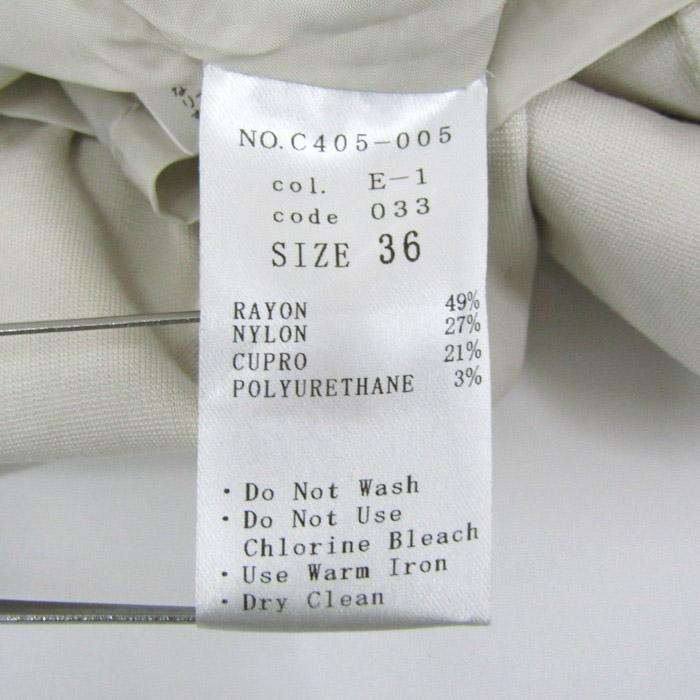 NO. C405-005
col. E-1
code 033
SIZE 36
RAYON 49%
NYLON 27%
CUPRO 21%
POLYURETHANE 3%
・Do Not Wash
・Do Not Use
Chlorine Bleach
・Use Warm Iron
・Dry Clean